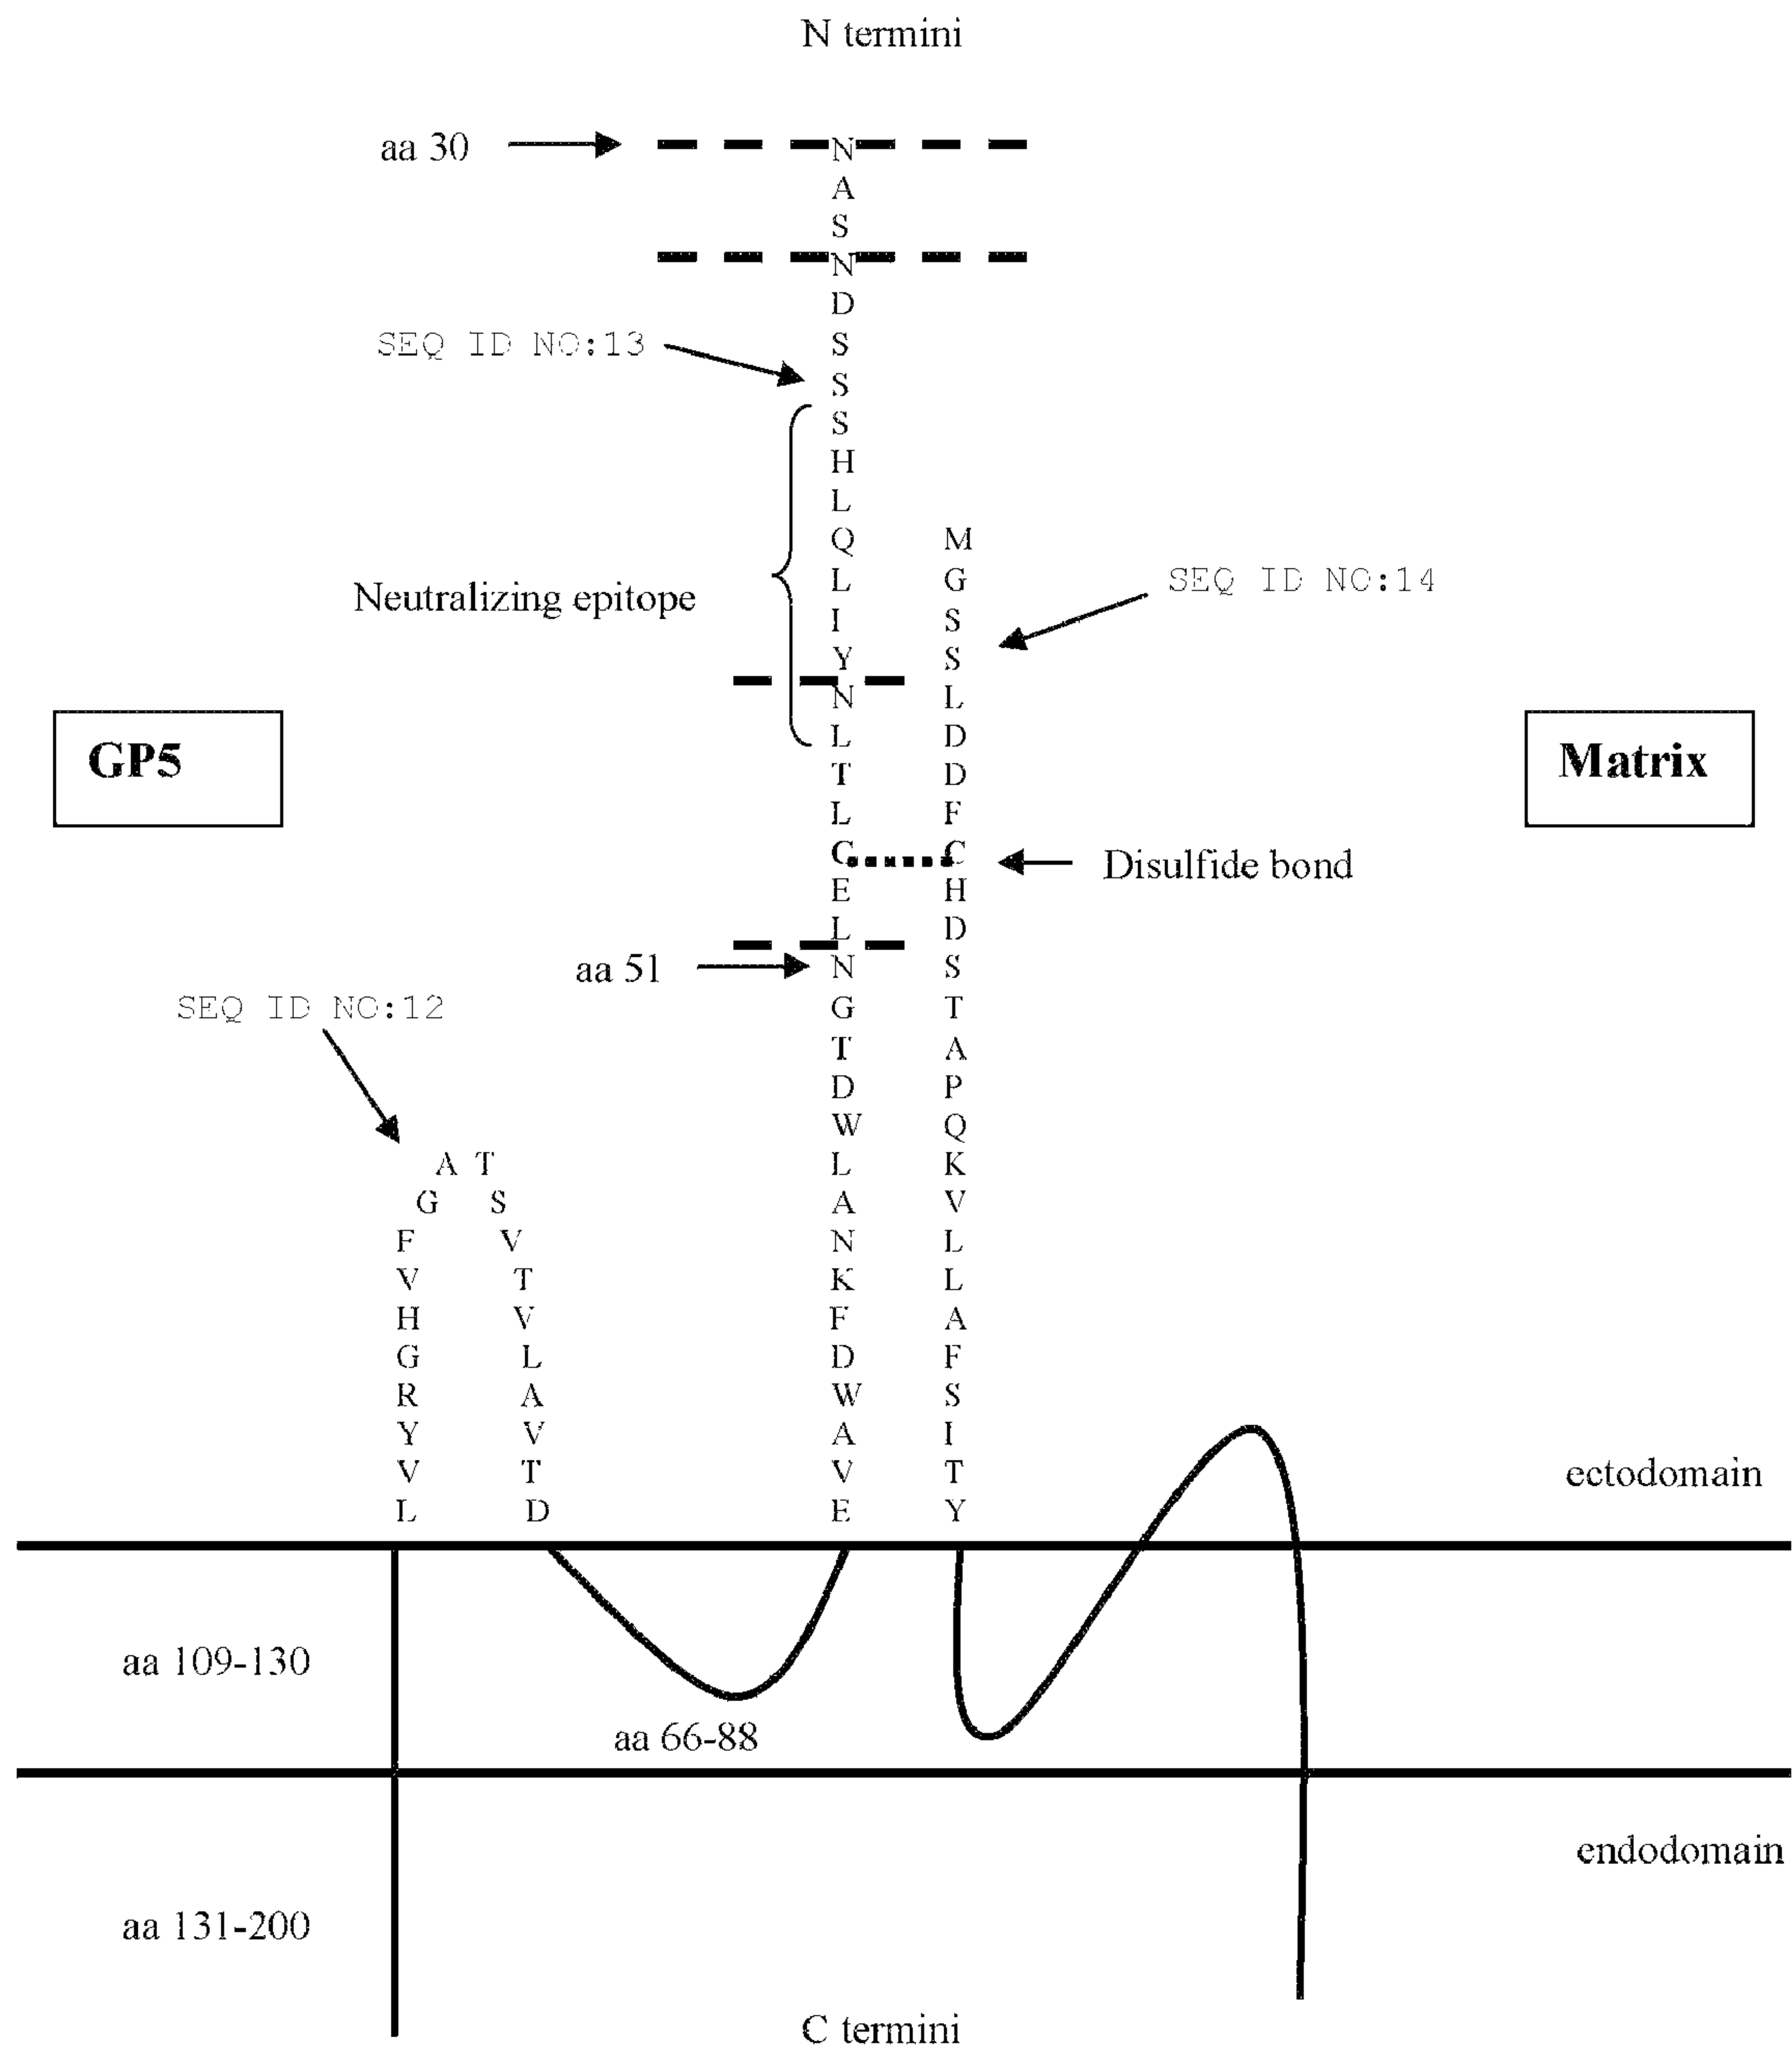 N termini
aa 30
N
A
S
N
D
S
SEQ ID NO:13
S
S
H
L
Q M
L G
SEQ ID NO:14
Neutralizing epitope
I S
Y S
N L
L D
GP5
Matrix
T D
L F
C C
Disulfide bond
E H
L D
aa 51
N S
SEQ ID NO:12
G T
T A
D P
W Q
A T L K
G S A V
F V N L
V T K L
H V F A
G L D F
R A W S
Y V A I
V T V T
ectodomain
L D E Y
aa 109-130
aa 66-88
endodomain
aa 131-200
C termini